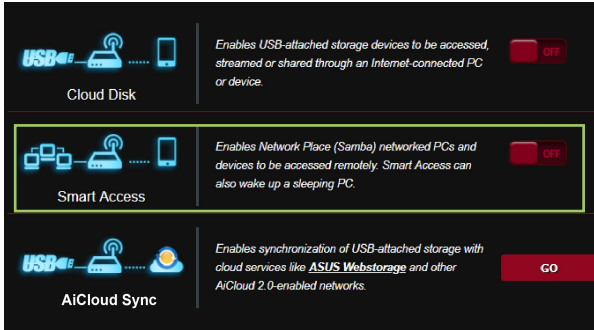 USB
Cloud Disk
Enables USB-attached storage devices to be accessed,
streamed or shared through an Internet-connected PC
or device.
OFF
Smart Access
Enables Network Place (Samba) networked PCs and
devices to be accessed remotely. Smart Access can
also wake up a sleeping PC.
OFF
USB
AiCloud Sync
Enables synchronization of USB-attached storage with
cloud services like ASUS Webstorage and other
AiCloud 2.0-enabled networks.
GO